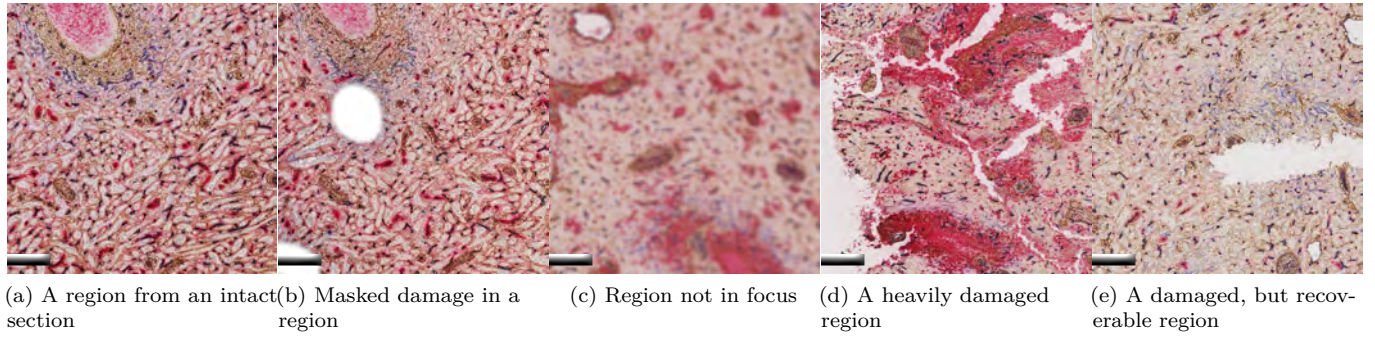 (a) A region from an intact
section
(b) Masked damage in a
region
(c) Region not in focus
(d) A heavily damaged
region
(e) A damaged, but recov-
erable region